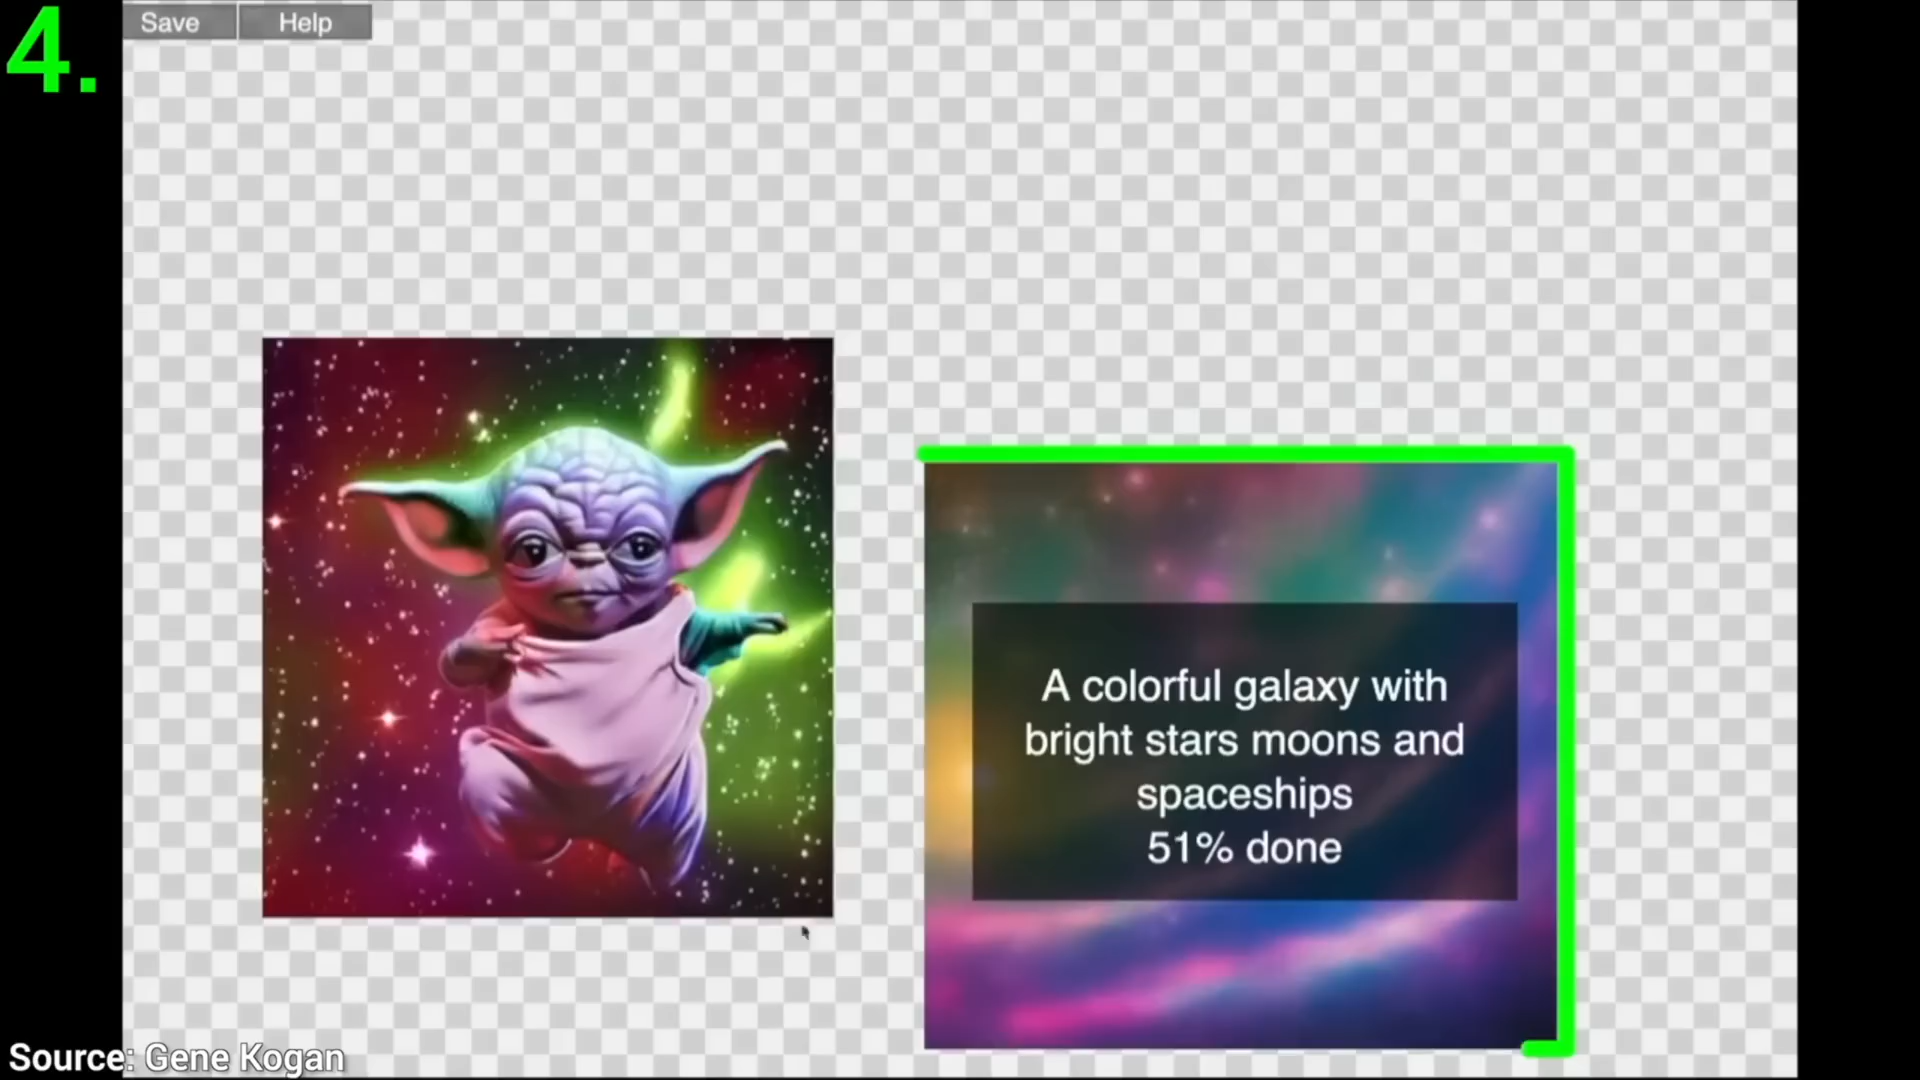 4.
Save
Help
A colorful galaxy with
bright stars moons and
spaceships
51% done
Source: Gene Kogan